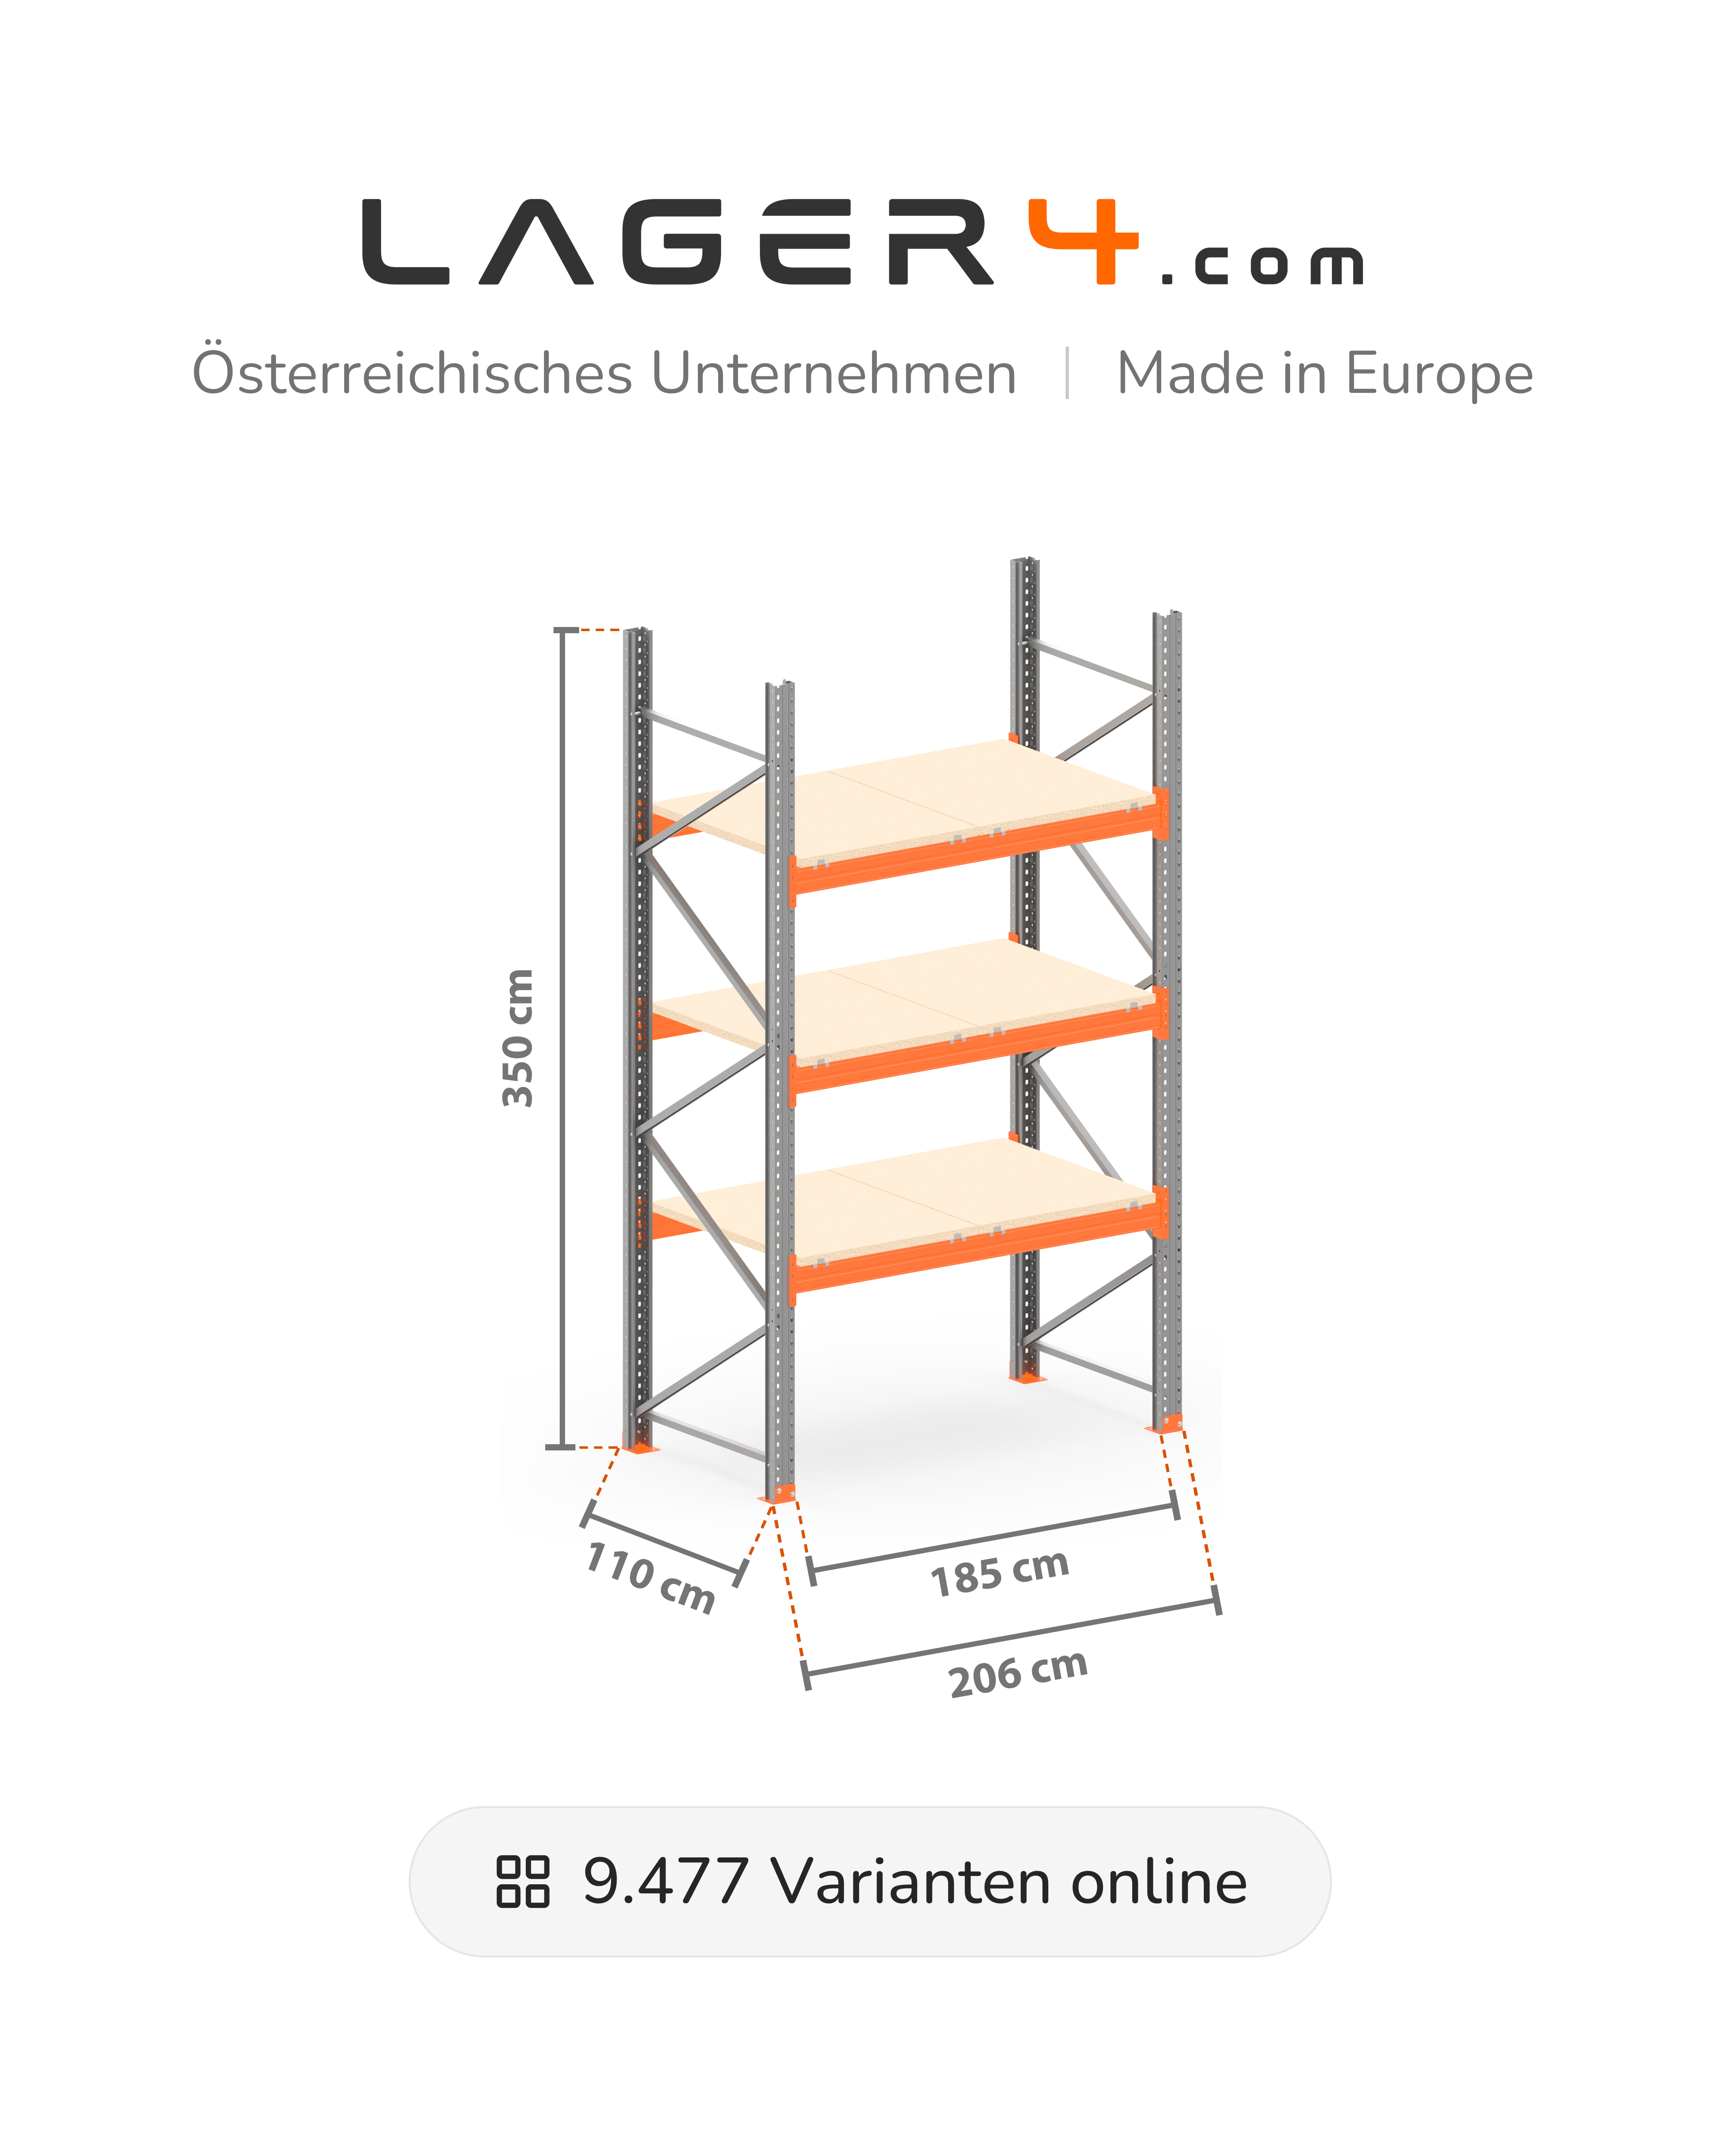 LAGER4.com
Österreichisches Unternehmen | Made in Europe
350 cm
110 cm
185 cm
206 cm
9.477 Varianten online